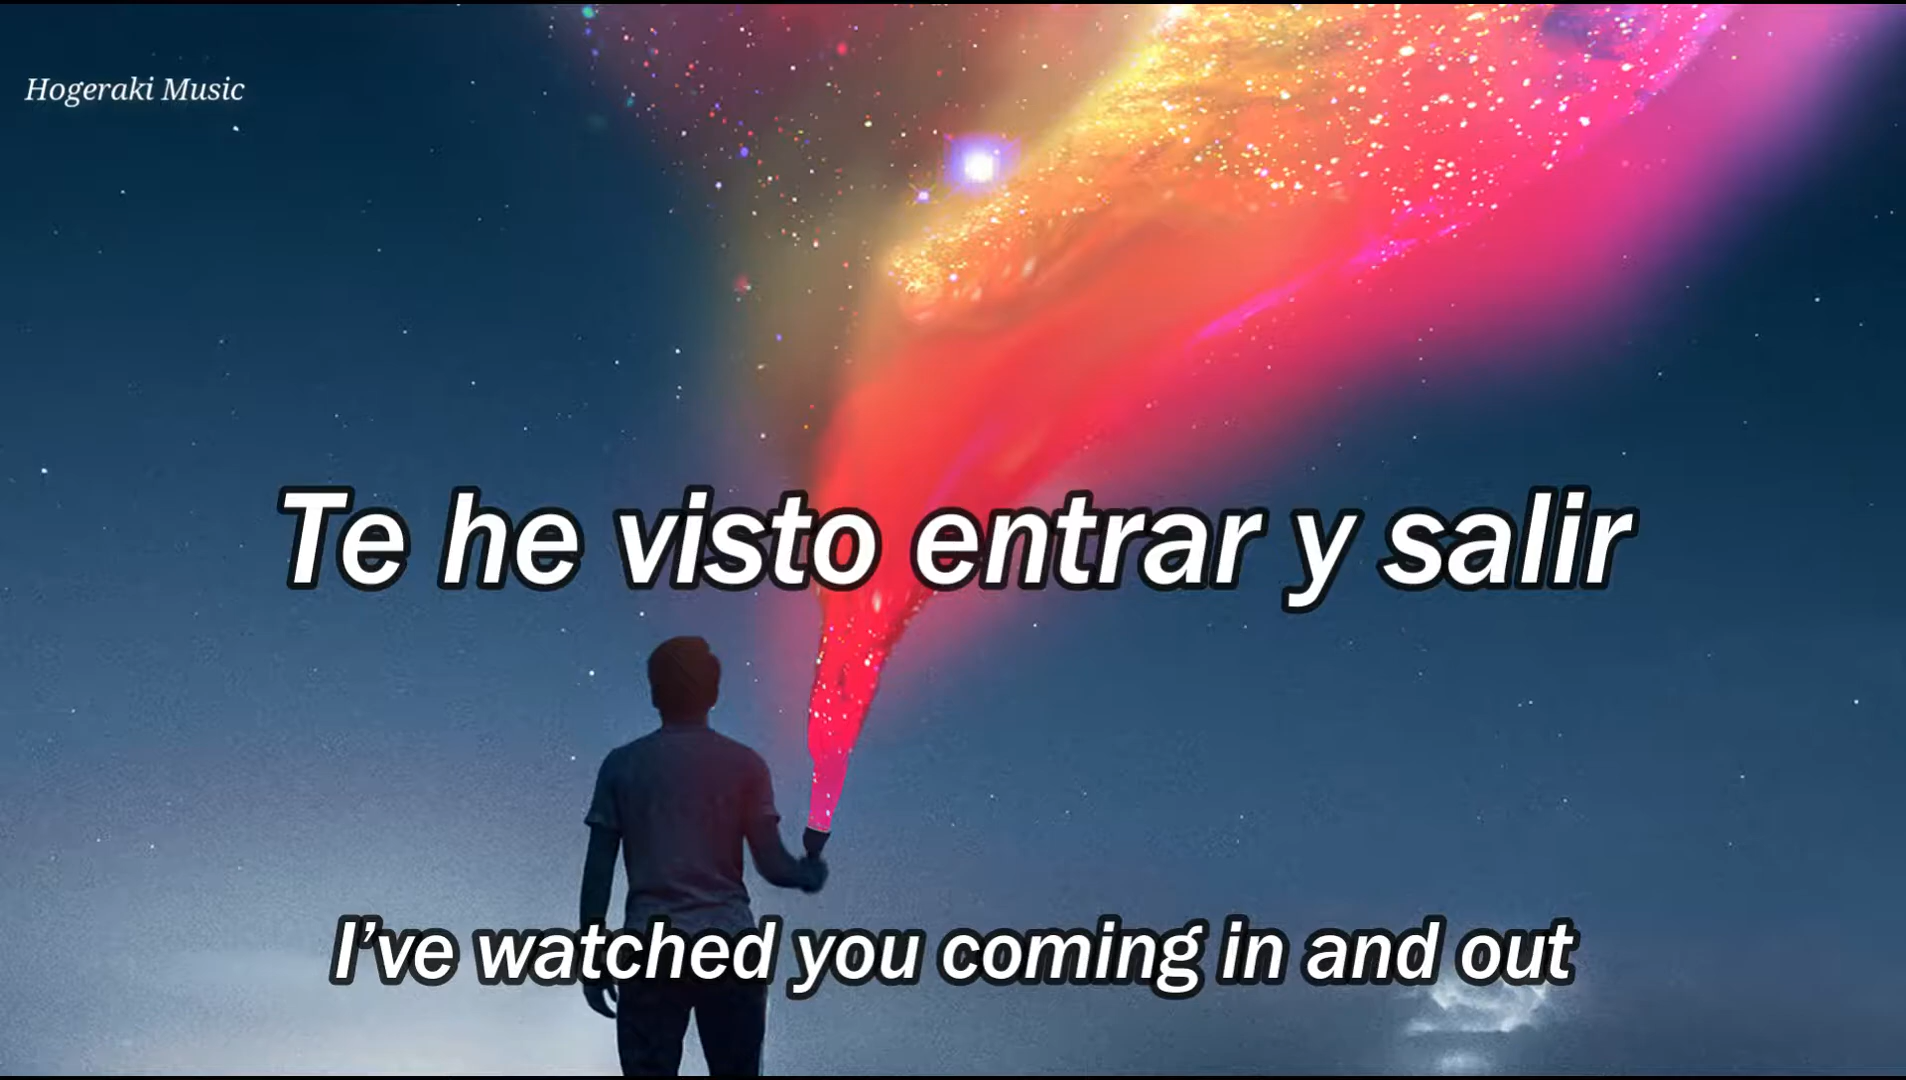 Hogeraki Music
Te he visto entrar y salir
I’ve watched you coming in and out